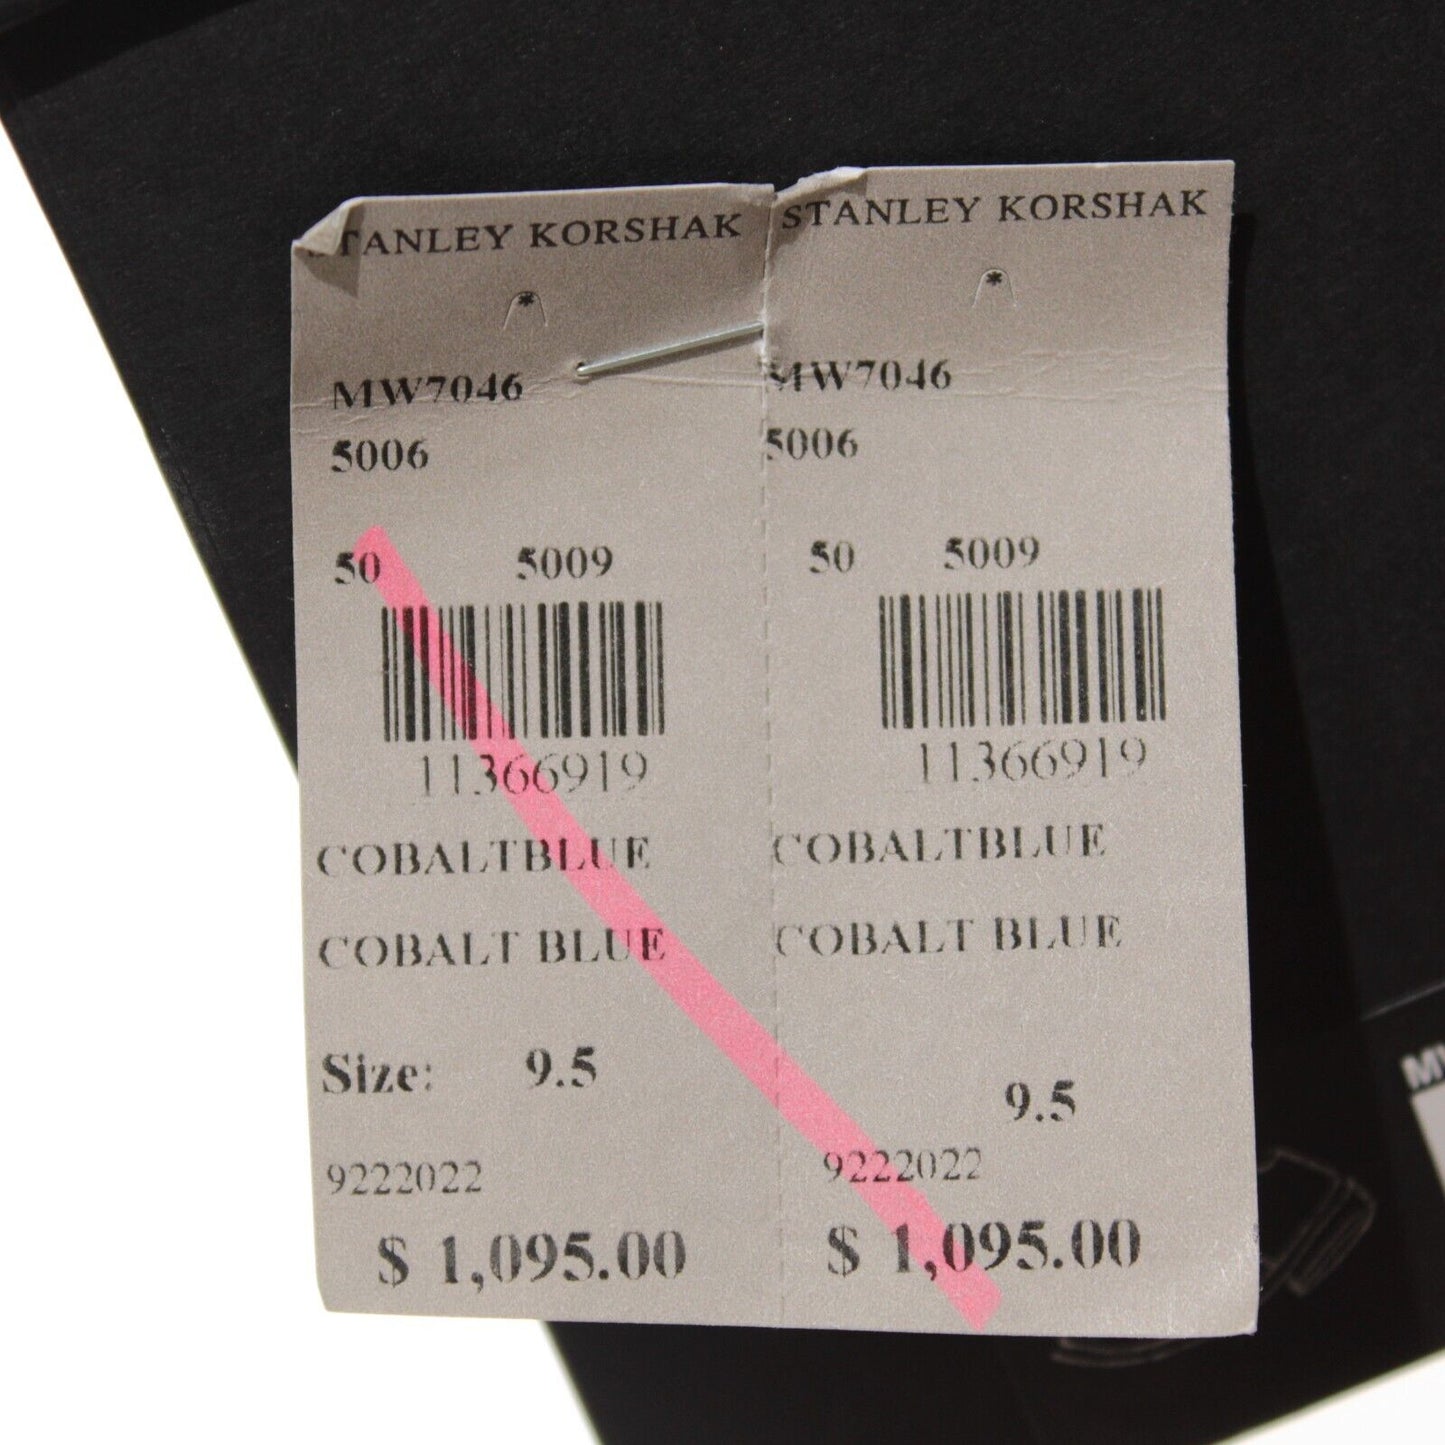 STANLEY KORSHAK
*
MW7046
5006
50 5009
11366919
COBALTBLUE
COBALT BLUE
Size: 9.5
9222022
$ 1,095.00
STANLEY KORSHAK
*
MW7046
5006
50 5009
11366919
COBALTBLUE
COBALT BLUE
9.5
9222022
$ 1,095.00